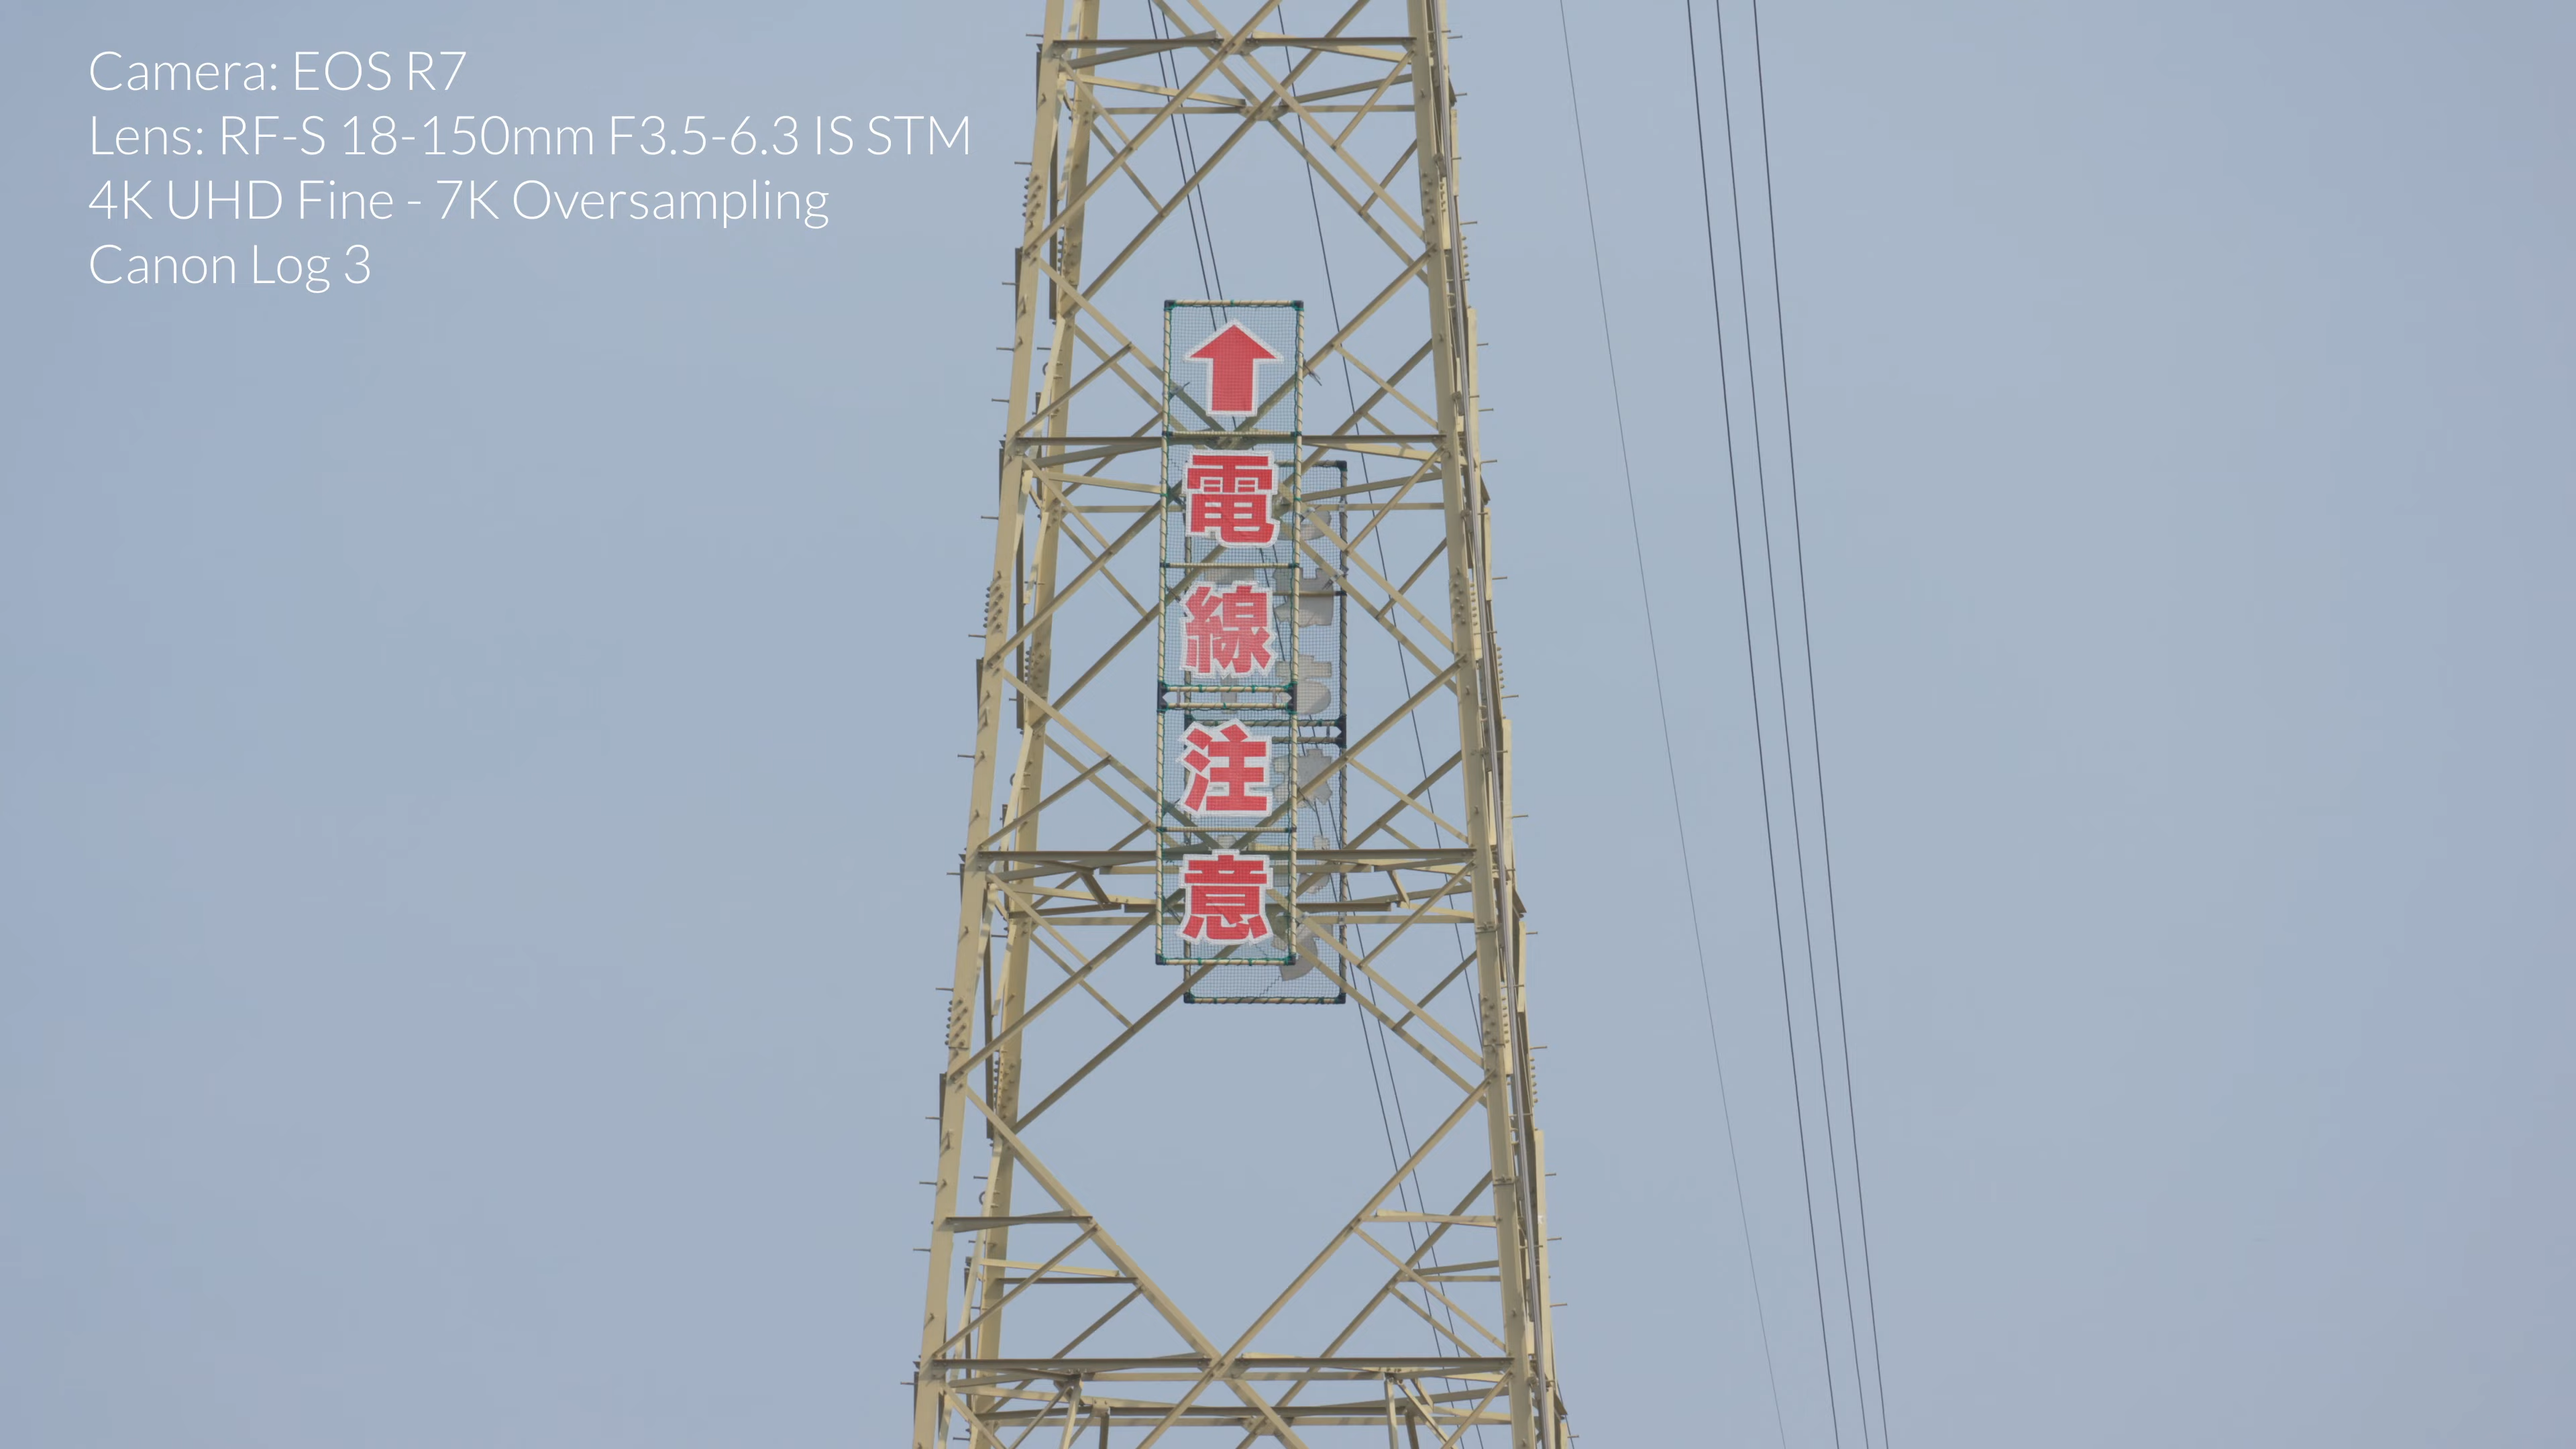 Camera: EOS R7
Lens: RF-S 18-150mm F3.5-6.3 IS STM
4K UHD Fine - 7K Oversampling
Canon Log 3
↑
電
線
注
意